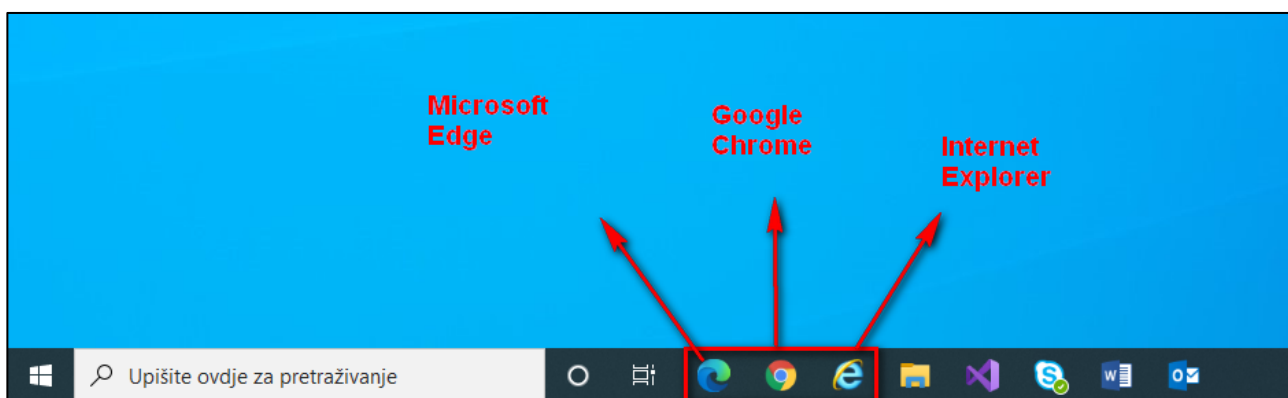 Microsoft
Edge
Google
Chrome
Internet
Explorer
Upišite ovdje za pretraživanje